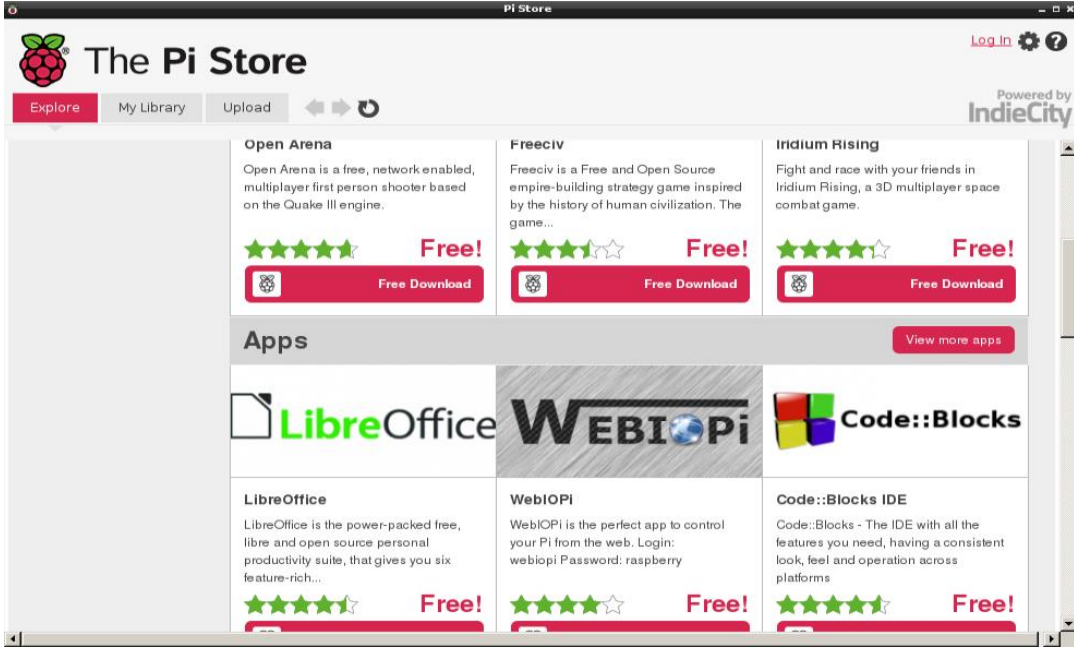 Pi Store
The Pi Store
Log In
Explore
My Library
Upload
Powered by
IndieCity
Open Arena
Open Arena is a free, network enabled,
multiplayer first person shooter based
on the Quake III engine.
Free!
Free Download
Freeciv
Freeciv is a Free and Open Source
empire-building strategy game inspired
by the history of human civilization. The
game...
Free!
Free Download
Iridium Rising
Fight and race with your friends in
Iridium Rising, a 3D multiplayer space
combat game.
Free!
Free Download
Apps
View more apps
LibreOffice
WEBIOPi
Code::Blocks
LibreOffice
LibreOffice is the power-packed free,
libre and open source personal
productivity suite, that gives you six
feature-rich...
Free!
WebIOPi
WebIOPi is the perfect app to control
your Pi from the web. Login:
webiopi Password: raspberry
Free!
Code::Blocks IDE
Code::Blocks - The IDE with all the
features you need, having a consistent
look, feel and operation across
platforms
Free!